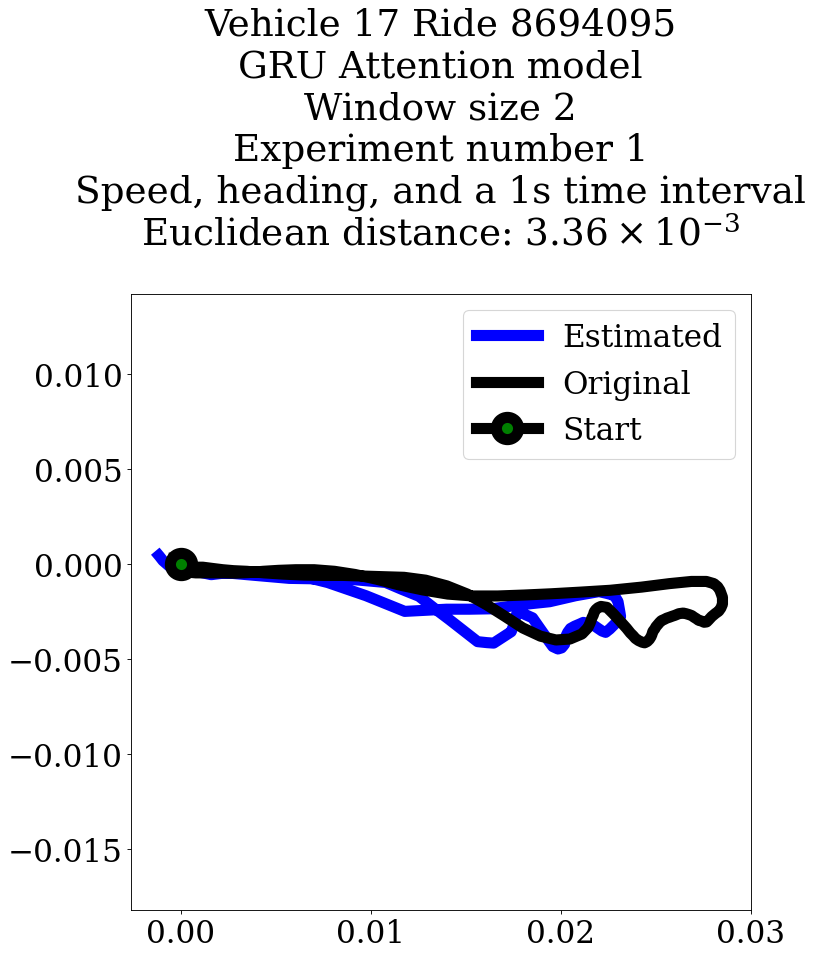 Vehicle 17 Ride 8694095
GRU Attention model
Window size 2
Experiment number 1
Speed, heading, and a 1s time interval
Euclidean distance: 3.36 × 10⁻³
Estimated
Original
Start
0.010
0.005
0.000
−0.005
−0.010
−0.015
0.00 0.01 0.02 0.03